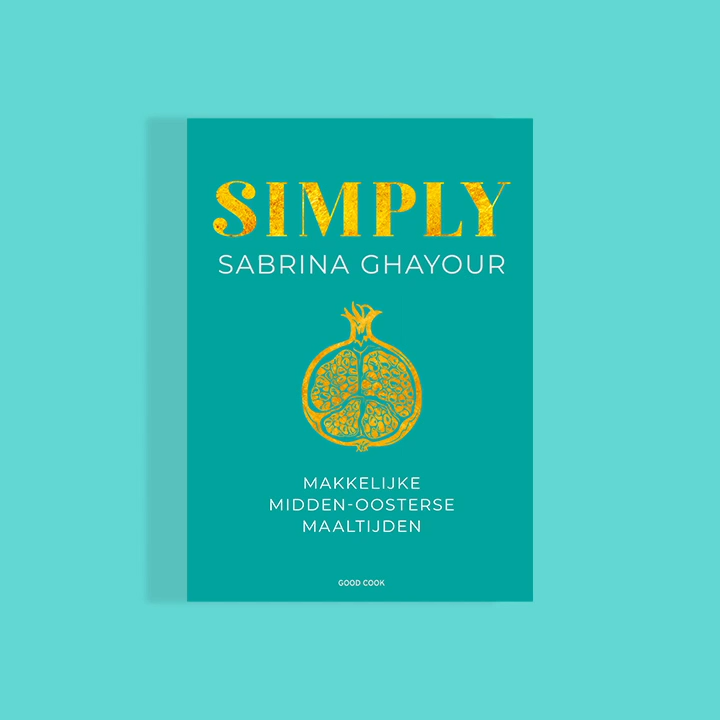 SIMPLY
SABRINA GHAYOUR
MAKKELIJKE
MIDDEN-OOSTERSE
MAALTIJDEN
GOOD COOK